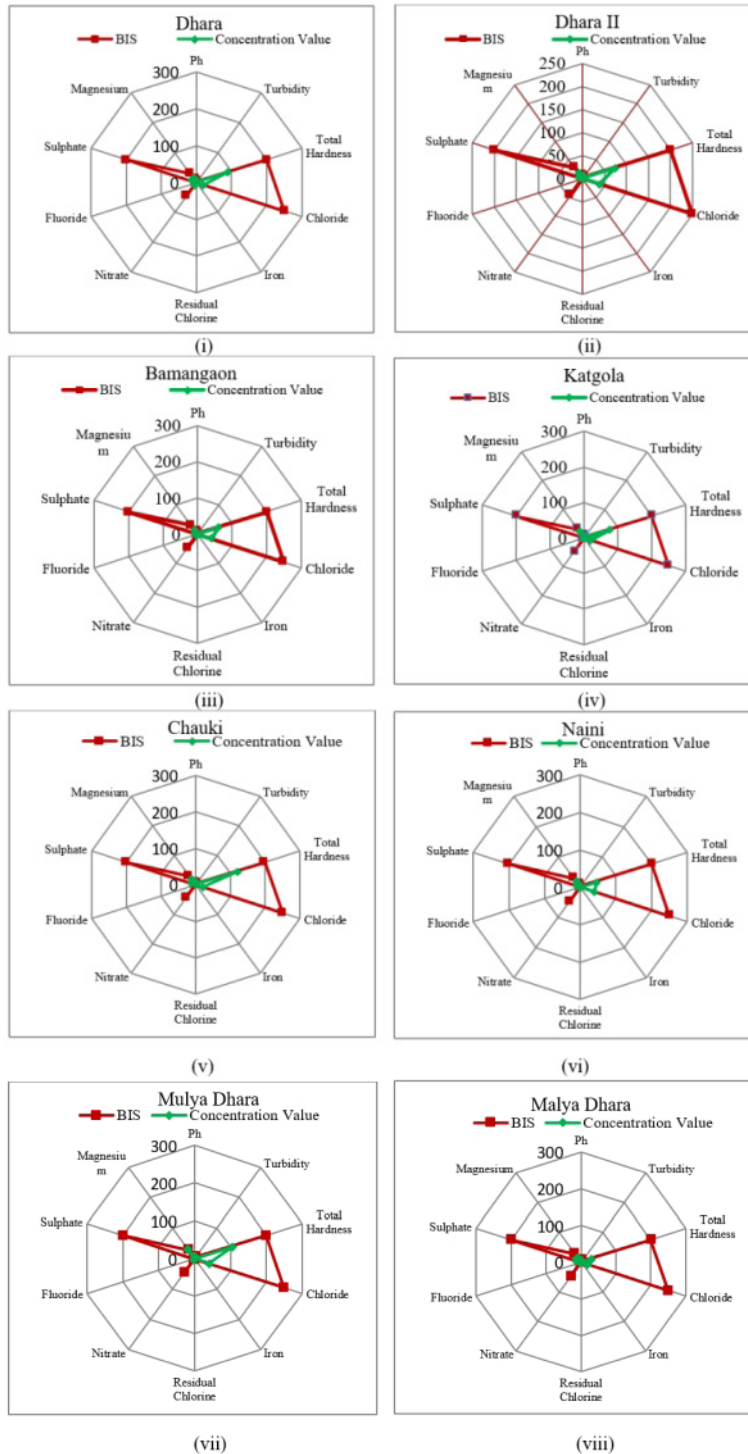 Dhara
BIS Concentration Value
Ph
300
Magnesium Turbidity
200
Sulphate 100 Total
Hardness
0
Fluoride Chloride
Nitrate Iron
Residual
Chlorine
(i)
Dhara II
BIS Concentration Value
Ph
250
Magnesiu
m
Turbidity
200
150
Sulphate 100 Total
Hardness
50
0
Fluoride Chloride
Nitrate Iron
Residual
Chlorine
(ii)
Bamangaon
BIS Concentration Value
Ph
300
Magnesiu
m
Turbidity
200
Sulphate 100 Total
Hardness
0
Fluoride Chloride
Nitrate Iron
Residual
Chlorine
(iii)
Katgola
BIS Concentration Value
Ph
300
Magnesiu
m
Turbidity
200
Sulphate 100 Total
Hardness
0
Fluoride Chloride
Nitrate Iron
Residual
Chlorine
(iv)
Chauki
BIS Concentration Value
Ph
300
Magnesium Turbidity
200
Sulphate 100 Total
Hardness
0
Fluoride Chloride
Nitrate Iron
Residual
Chlorine
(v)
Naini
BIS Concentration Value
Ph
300
Magnesiu
m
Turbidity
200
Sulphate 100 Total
Hardness
0
Fluoride Chloride
Nitrate Iron
Residual
Chlorine
(vi)
Mulya Dhara
BIS Concentration Value
Ph
300
Magnesiu
m
Turbidity
200
Sulphate 100 Total
Hardness
0
Fluoride Chloride
Nitrate Iron
Residual
Chlorine
(vii)
Malya Dhara
BIS Concentration Value
Ph
300
Magnesium Turbidity
200
Sulphate 100 Total
Hardness
0
Fluoride Chloride
Nitrate Iron
Residual
Chlorine
(viii)